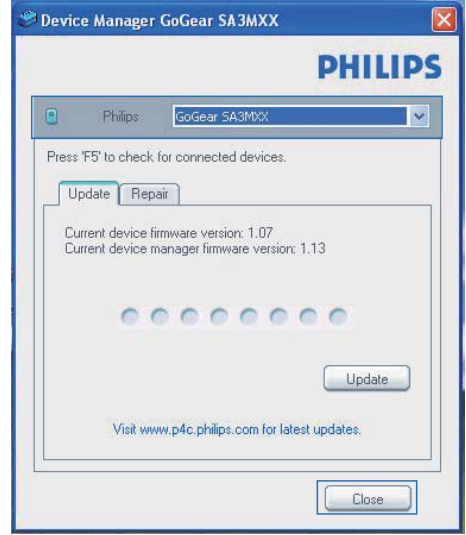 Device Manager GoGear SA3MXX
PHILIPS
Philips GoGear SA3MXX
Press 'F5' to check for connected devices.
Update Repair
Current device firmware version: 1.07
Current device manager firmware version: 1.13
Update
Visit www.p4c.philips.com for latest updates.
Close